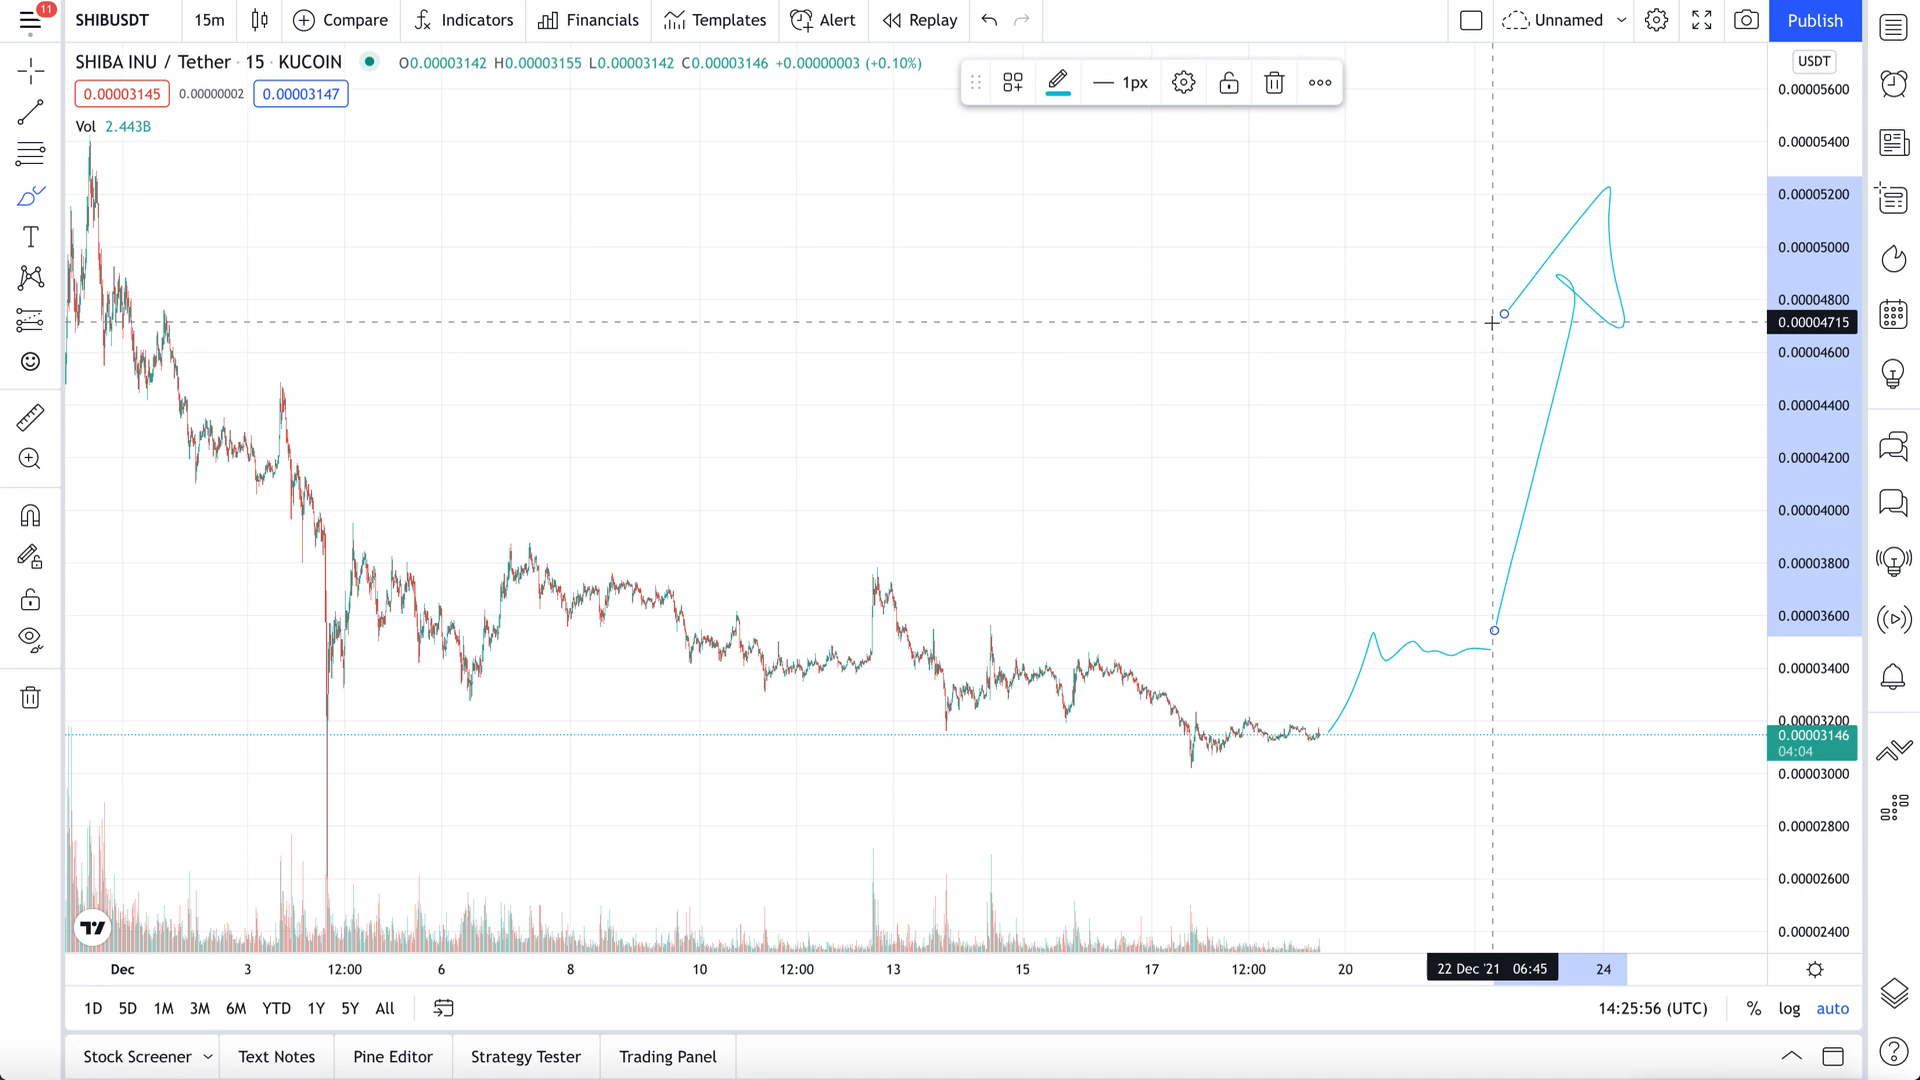 11
SHIBUSDT 15m Compare Indicators Financials Templates Alert Replay Unnamed Publish
SHIBA INU / Tether · 15 · KUCOIN O0.00003142 H0.00003155 L0.00003142 C0.00003146 +0.00000003 (+0.10%)
USDT
1px
0.00003145 0.00000002 0.00003147
Vol 2.443B
0.00005600
0.00005400
0.00005200
0.00005000
0.00004800
0.00004715
0.00004600
0.00004400
0.00004200
0.00004000
0.00003800
0.00003600
0.00003400
0.00003200
0.00003146
04:04
0.00003000
0.00002800
0.00002600
0.00002400
Dec 3 12:00 6 8 10 12:00 13 15 17 12:00 20 22 Dec '21 06:45 24
1D 5D 1M 3M 6M YTD 1Y 5Y All 14:25:56 (UTC) % log auto
Stock Screener Text Notes Pine Editor Strategy Tester Trading Panel